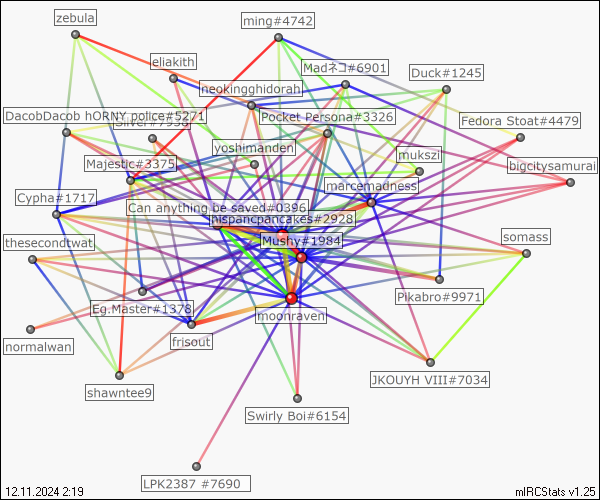 zebula
ming#4742
eliakith
Madネコ#6901
Duck#1245
neokingghidorah
DacobDacob hORNY police#5271
Pocket Persona#3326
Fedora Stoat#4479
yoshimanden
mukszi
Majestic#3375
bigcitysamurai
marcemadness
Cypha#1717
Can anything be saved#0396
hispancpancakes#2928
thesecondtwat
Mushy#1984
somass
Eg.Master#1378
Pikabro#9971
moonraven
normalwan
frisout
JKOUYH VIII#7034
shawntee9
Swirly Boi#6154
LPK2387 #7690
12.11.2024 2:19
mIRCStats v1.25